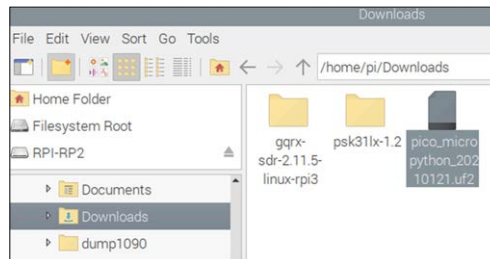 Downloads
File Edit View Sort Go Tools
/home/pi/Downloads
Home Folder
Filesystem Root
RPI-RP2
Documents
Downloads
dump1090
gqrx-
sdr-2.11.5-
linux-rpi3
psk31lx-1.2
pico_micro
python_202
10121.uf2